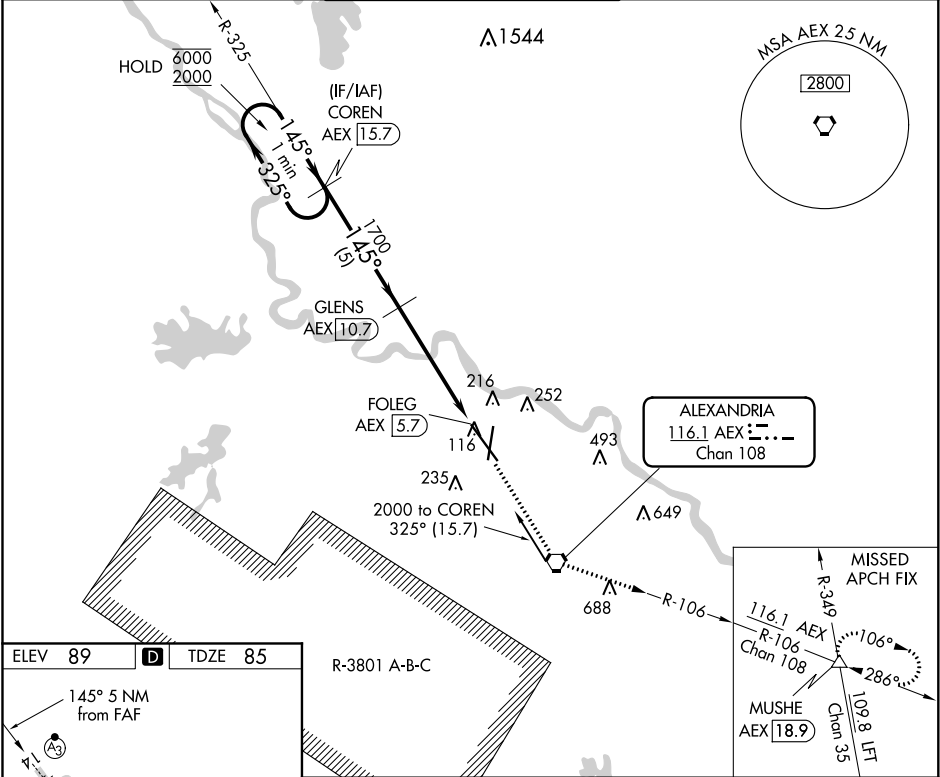 R-325
1544
MSA AEX 25 NM
2800
HOLD
6000
2000
(IF/IAF)
COREN
AEX 15.7
145°
1 min
325°
1700
145°
(5)
GLENS
AEX 10.7
216
252
FOLEG
AEX 5.7
116
493
235
ALEXANDRIA
116.1 AEX
Chan 108
2000 to COREN
325° (15.7)
649
688
R-106
R-3801 A-B-C
MISSED
APCH FIX
R-349
116.1 AEX
R-106
Chan 108
106°
286°
MUSHE
AEX 18.9
109.8 LFT
Chan 35
ELEV 89 D TDZE 85
145° 5 NM
from FAF
A3
14